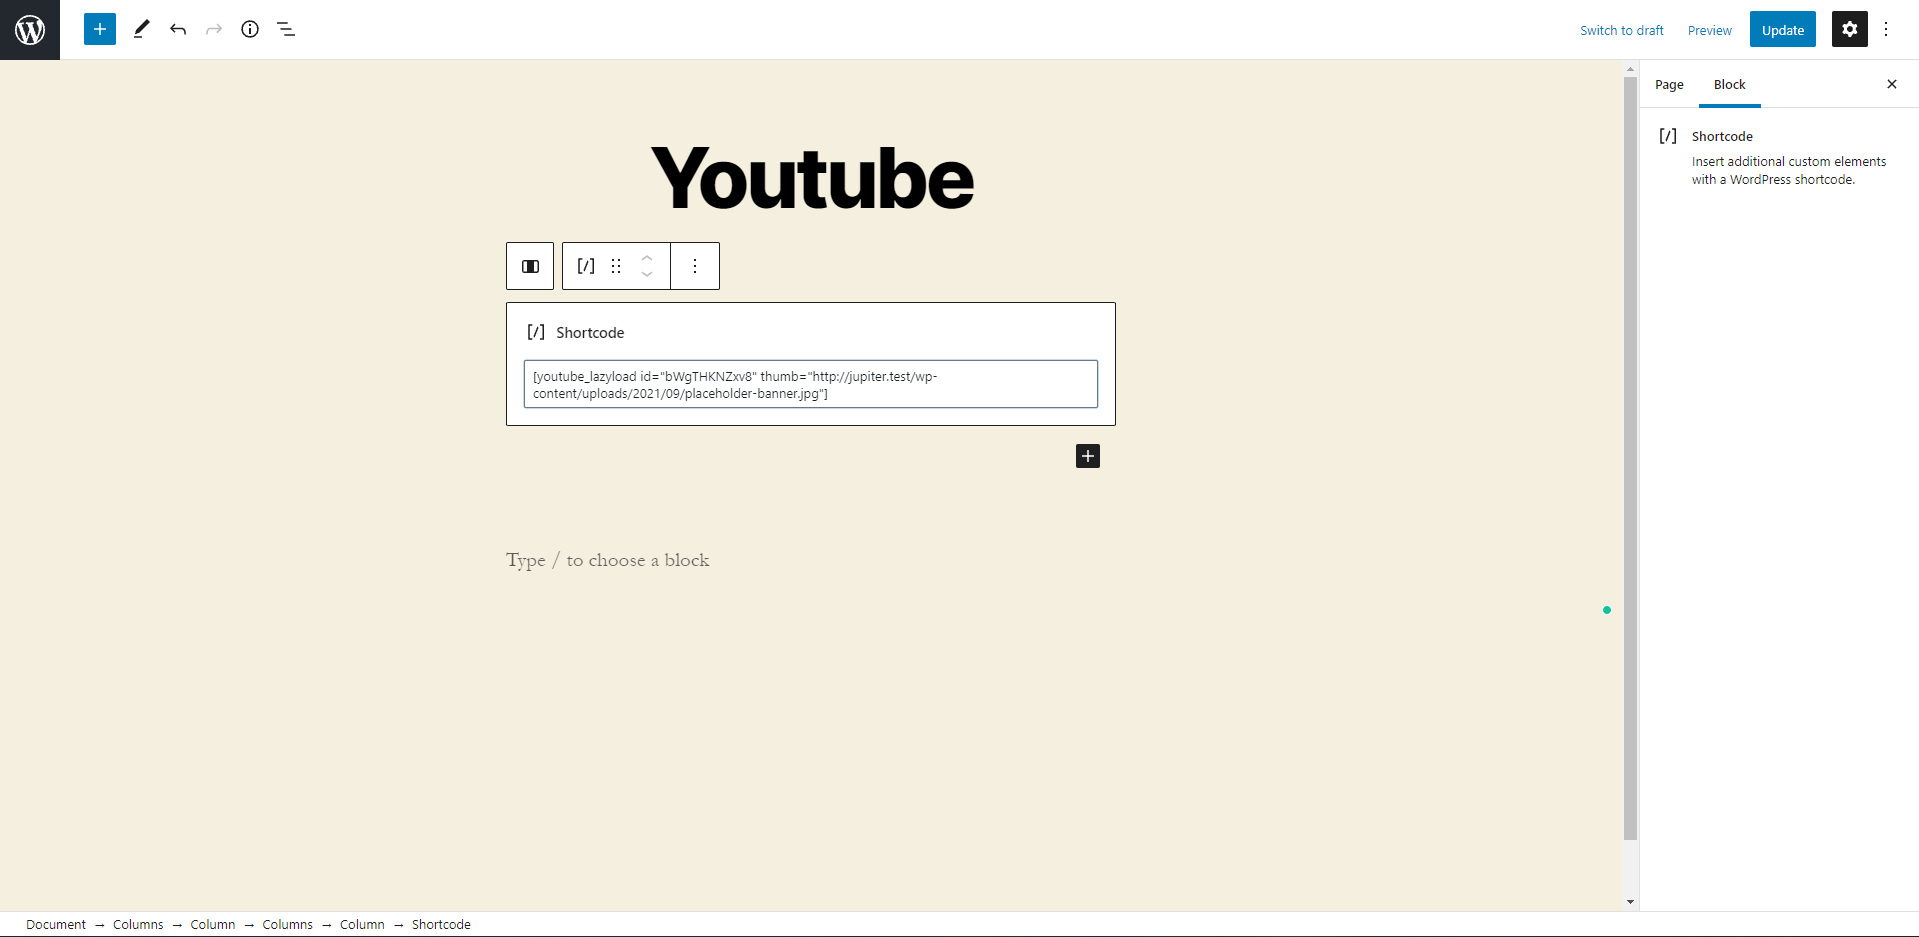 Switch to draft Preview Update
Page Block
Shortcode
Insert additional custom elements
with a WordPress shortcode.
Youtube
[/] Shortcode
[youtube_lazyload id="bWgTHKNZxv8" thumb="http://jupiter.test/wp-
content/uploads/2021/09/placeholder-banner.jpg"]
Type / to choose a block
Document → Columns → Column → Columns → Column → Shortcode